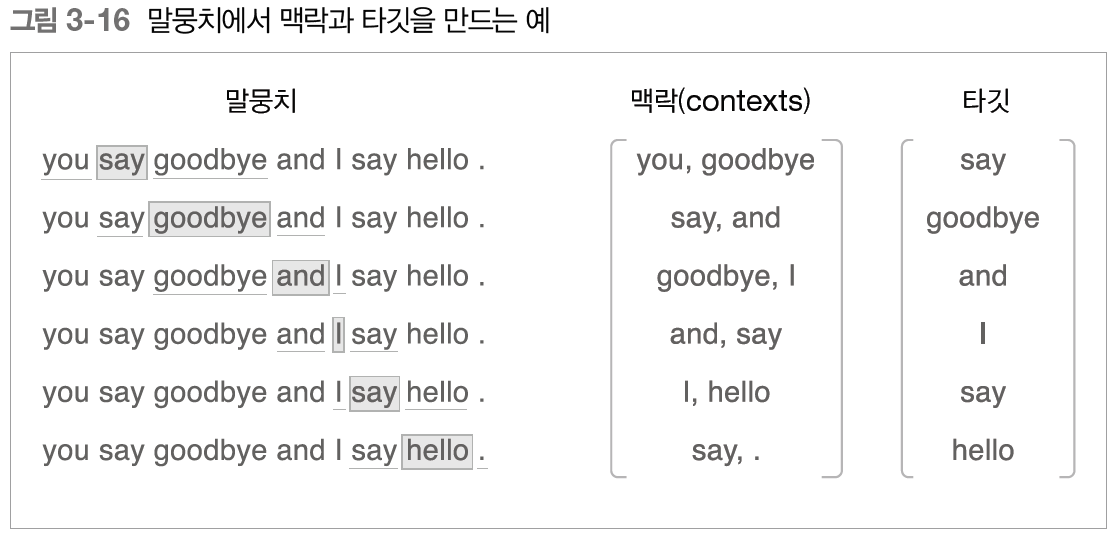 그림 3-16 말뭉치에서 맥락과 타깃을 만드는 예
말뭉치 맥락(contexts) 타깃
you say goodbye and I say hello . you, goodbye say
you say goodbye and I say hello . say, and goodbye
you say goodbye and I say hello . goodbye, I and
you say goodbye and I say hello . and, say I
you say goodbye and I say hello . I, hello say
you say goodbye and I say hello . say, . hello